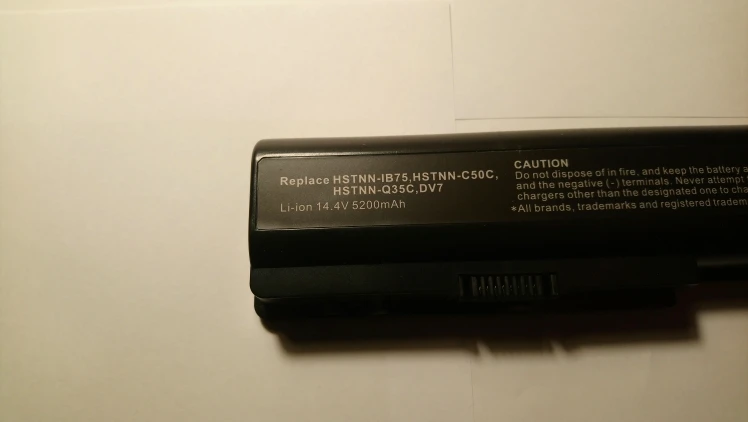 Replace HSTNN-IB75,HSTNN-C50C,
HSTNN-Q35C,DV7
Li-ion 14.4V 5200mAh
CAUTION
Do not dispose of in fire, and keep the battery a
and the negative (-) terminals. Never attempt
chargers other than the designated one to cha
*All brands, trademarks and registered tradem